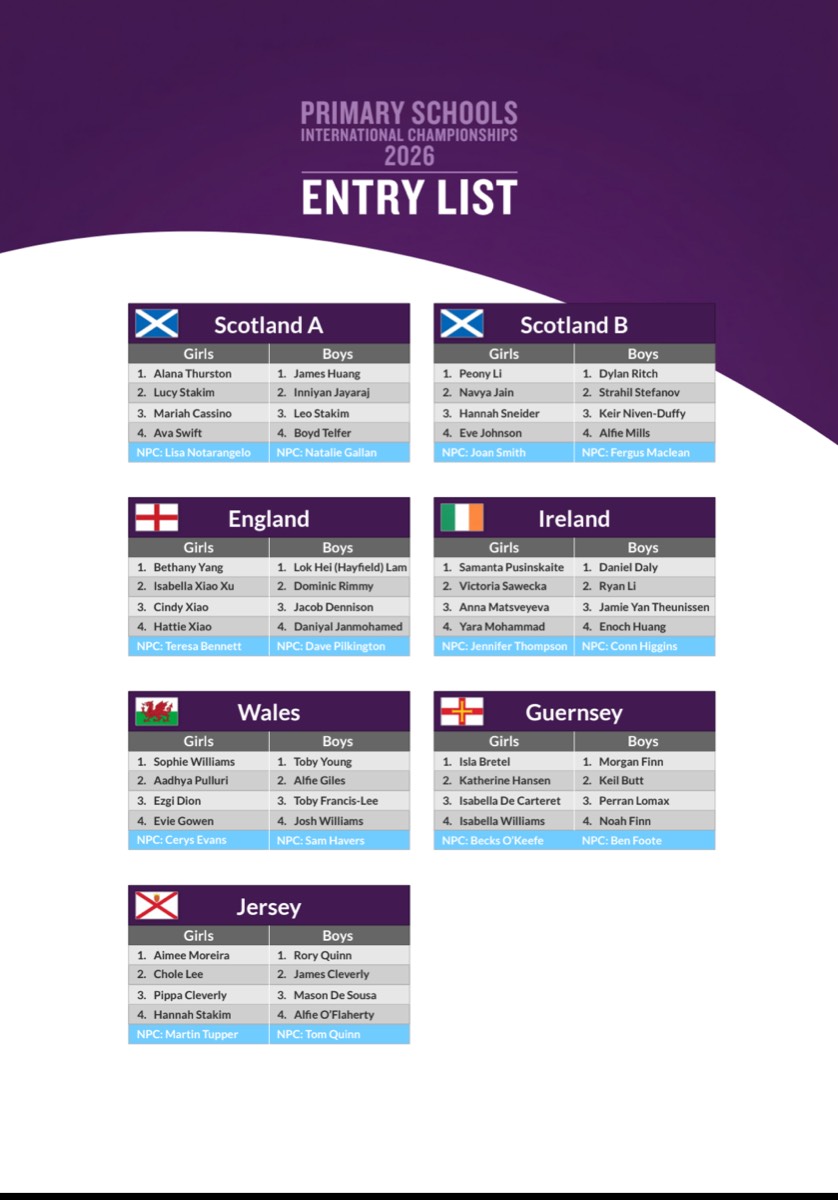 PRIMARY SCHOOLS
INTERNATIONAL CHAMPIONSHIPS
2026
ENTRY LIST
Scotland A
Girls Boys
1. Alana Thurston 1. James Huang
2. Lucy Stakim 2. Inniyan Jayaraj
3. Mariah Cassino 3. Leo Stakim
4. Ava Swift 4. Boyd Telfer
NPC: Lisa Notarangelo NPC: Natalie Gallan
Scotland B
Girls Boys
1. Peony Li 1. Dylan Ritch
2. Navya Jain 2. Strahil Stefanov
3. Hannah Sneider 3. Keir Niven-Duffy
4. Eve Johnson 4. Alfie Mills
NPC: Joan Smith NPC: Fergus Maclean
England
Girls Boys
1. Bethany Yang 1. Lok Hei (Hayfield) Lam
2. Isabella Xiao Xu 2. Dominic Rimmy
3. Cindy Xiao 3. Jacob Dennison
4. Hattie Xiao 4. Daniyal Janmohamed
NPC: Teresa Bennett NPC: Dave Pilkington
Ireland
Girls Boys
1. Samanta Pusinskaite 1. Daniel Daly
2. Victoria Sawecka 2. Ryan Li
3. Anna Matsveyeva 3. Jamie Yan Theunissen
4. Yara Mohammad 4. Enoch Huang
NPC: Jennifer Thompson NPC: Conn Higgins
Wales
Girls Boys
1. Sophie Williams 1. Toby Young
2. Aadhya Pulluri 2. Alfie Giles
3. Ezgi Dion 3. Toby Francis-Lee
4. Evie Gowen 4. Josh Williams
NPC: Cerys Evans NPC: Sam Havers
Guernsey
Girls Boys
1. Isla Bretel 1. Morgan Finn
2. Katherine Hansen 2. Keil Butt
3. Isabella De Carteret 3. Perran Lomax
4. Isabella Williams 4. Noah Finn
NPC: Becks O'Keefe NPC: Ben Foote
Jersey
Girls Boys
1. Aimee Moreira 1. Rory Quinn
2. Chole Lee 2. James Cleverly
3. Pippa Cleverly 3. Mason De Sousa
4. Hannah Stakim 4. Alfie O'Flaherty
NPC: Martin Tupper NPC: Tom Quinn